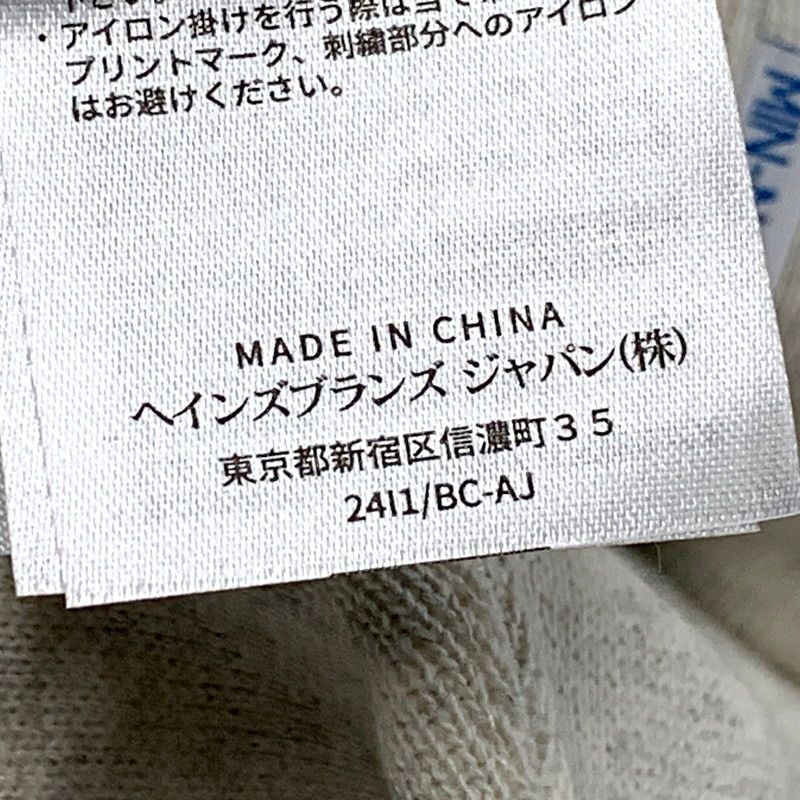 ・アイロン掛けを行う際は当て
プリントマーク、刺繍部分へのアイロン
はお避けください。
MADE IN CHINA
ヘインズブランズ ジャパン(株)
東京都新宿区信濃町35
24I1/BC-AJ
MIN